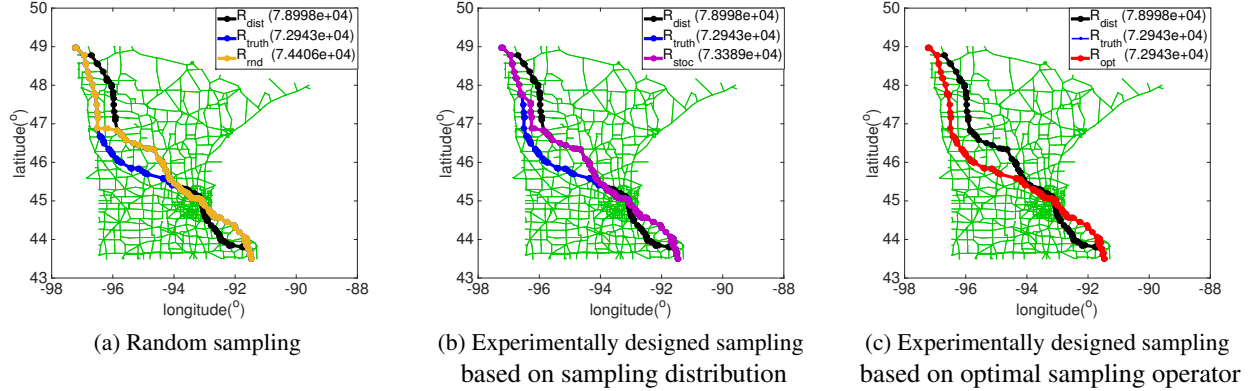 50
49
48
47
46
45
44
43
latitude(°)
-98 -96 -94 -92 -90 -88
longitude(°)
R_dist (7.8998e+04)
R_truth (7.2943e+04)
R_rnd (7.4406e+04)
(a) Random sampling
50
49
48
47
46
45
44
43
latitude(°)
-98 -96 -94 -92 -90 -88
longitude(°)
R_dist (7.8998e+04)
R_truth (7.2943e+04)
R_stoc (7.3389e+04)
(b) Experimentally designed sampling
based on sampling distribution
50
49
48
47
46
45
44
43
latitude(°)
-98 -96 -94 -92 -90 -88
longitude(°)
R_dist (7.8998e+04)
R_truth (7.2943e+04)
R_opt (7.2943e+04)
(c) Experimentally designed sampling
based on optimal sampling operator